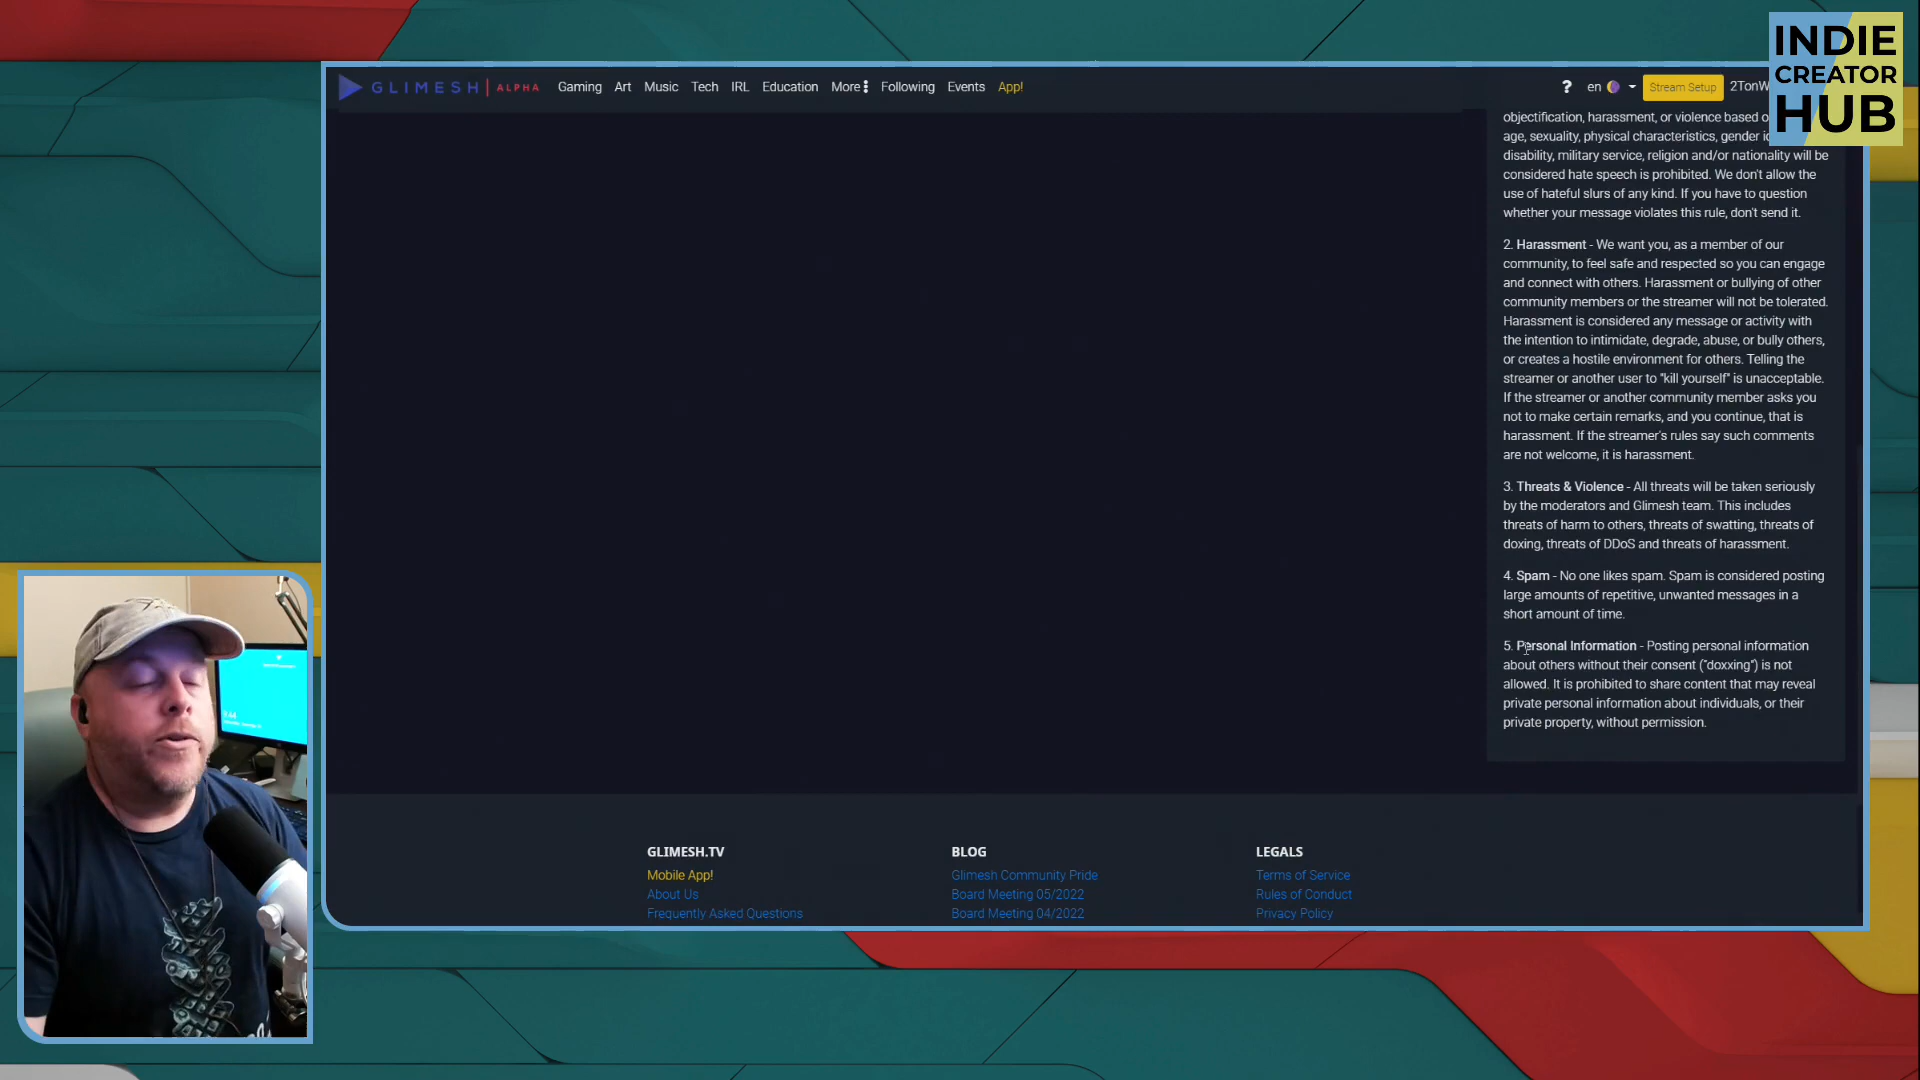 INDIE
CREATOR
HUB
GLIMESH | ALPHA Gaming Art Music Tech IRL Education More Following Events App! ? en Stream Setup 2TonW
objectification, harassment, or violence based o
age, sexuality, physical characteristics, gender i
disability, military service, religion and/or nationality will be
considered hate speech is prohibited. We don't allow the
use of hateful slurs of any kind. If you have to question
whether your message violates this rule, don't send it.
2. Harassment - We want you, as a member of our
community, to feel safe and respected so you can engage
and connect with others. Harassment or bullying of other
community members or the streamer will not be tolerated.
Harassment is considered any message or activity with
the intention to intimidate, degrade, abuse, or bully others,
or creates a hostile environment for others. Telling the
streamer or another user to "kill yourself" is unacceptable.
If the streamer or another community member asks you
not to make certain remarks, and you continue, that is
harassment. If the streamer's rules say such comments
are not welcome, it is harassment.
3. Threats & Violence - All threats will be taken seriously
by the moderators and Glimesh team. This includes
threats of harm to others, threats of swatting, threats of
doxing, threats of DDoS and threats of harassment.
4. Spam - No one likes spam. Spam is considered posting
large amounts of repetitive, unwanted messages in a
short amount of time.
5. Personal Information - Posting personal information
about others without their consent ("doxxing") is not
allowed. It is prohibited to share content that may reveal
private personal information about individuals, or their
private property, without permission.
GLIMESH.TV
Mobile App!
About Us
Frequently Asked Questions
BLOG
Glimesh Community Pride
Board Meeting 05/2022
Board Meeting 04/2022
LEGALS
Terms of Service
Rules of Conduct
Privacy Policy